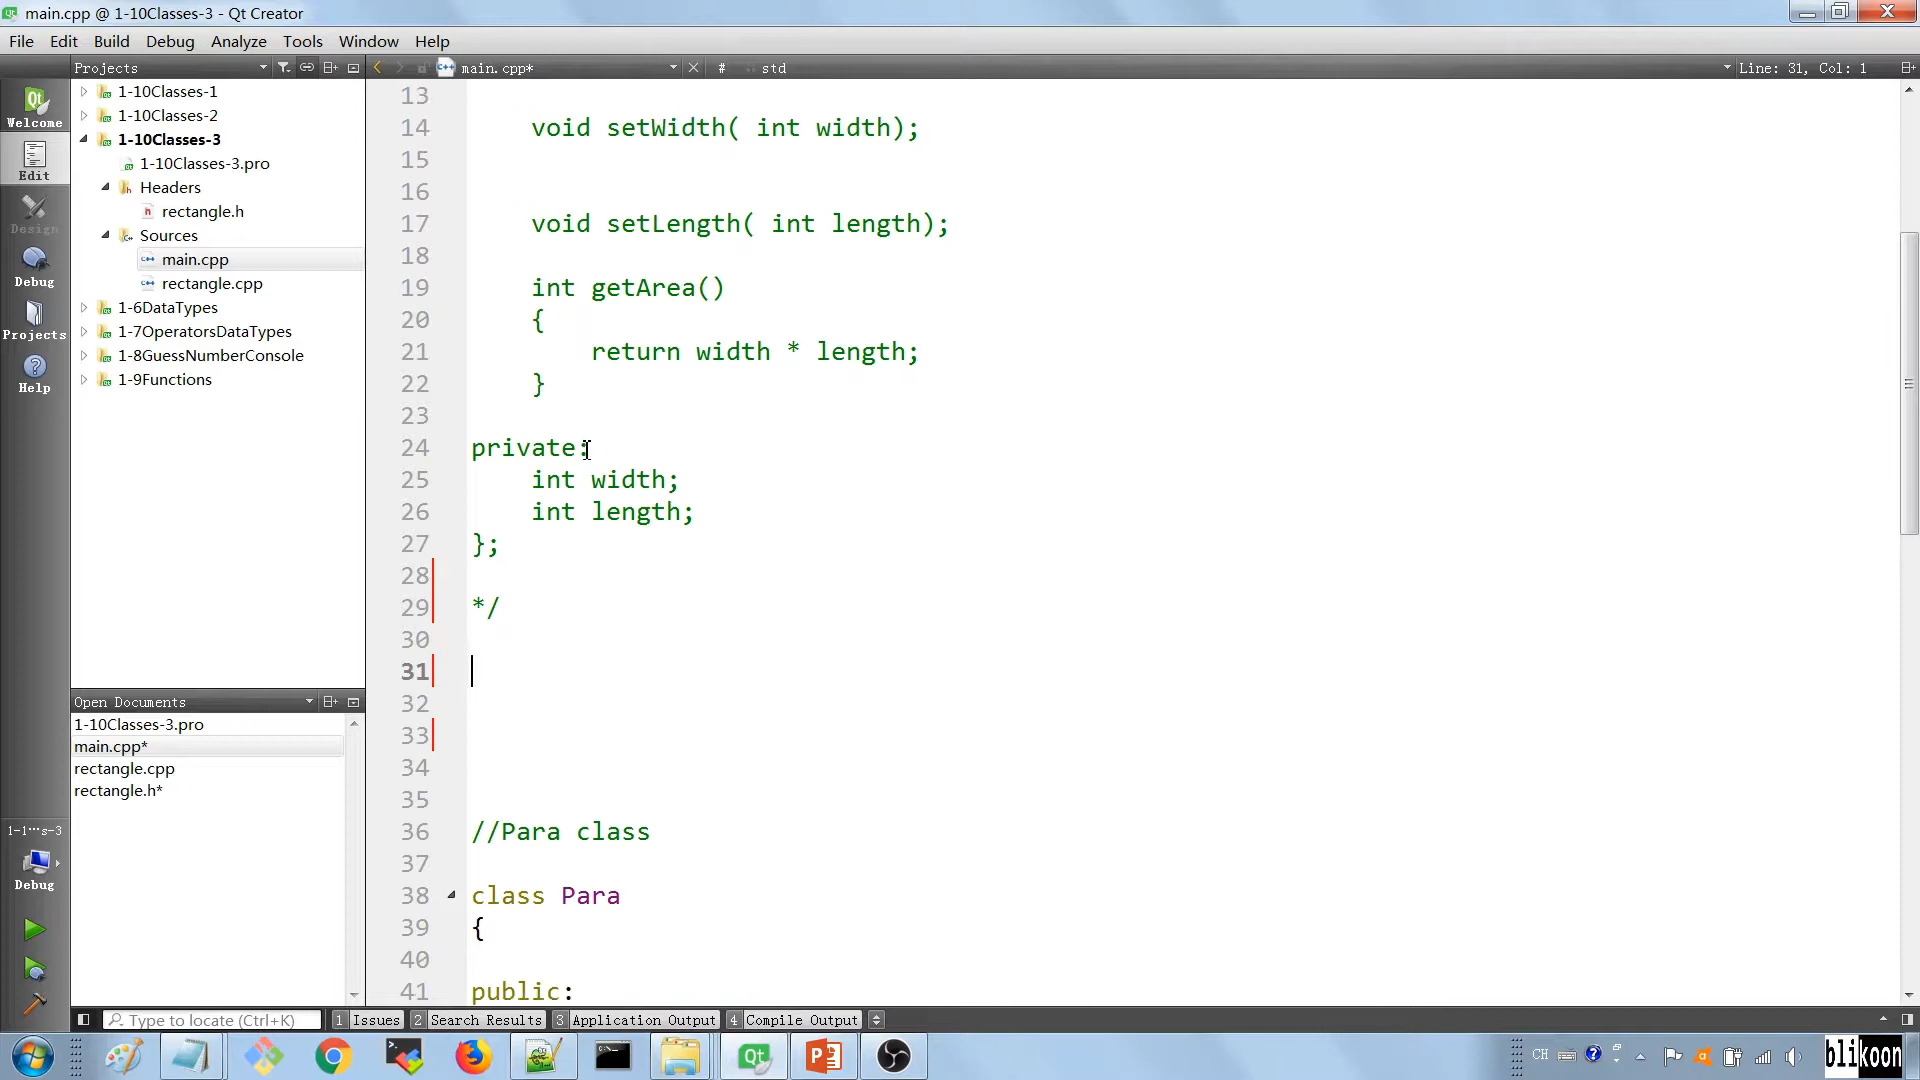 main.cpp @ 1-10Classes-3 - Qt Creator
File Edit Build Debug Analyze Tools Window Help
Projects main.cpp* # std Line: 31, Col: 1
Welcome
Edit
Design
Debug
Projects
Help
1-10Classes-1
1-10Classes-2
1-10Classes-3
1-10Classes-3.pro
Headers
rectangle.h
Sources
main.cpp
rectangle.cpp
1-6DataTypes
1-7OperatorsDataTypes
1-8GuessNumberConsole
1-9Functions
Open Documents
1-10Classes-3.pro
main.cpp*
rectangle.cpp
rectangle.h*
1-1···s-3
Debug
13
14 void setWidth( int width);
15
16
17 void setLength( int length);
18
19 int getArea()
20 {
21 return width * length;
22 }
23
24 private:
25 int width;
26 int length;
27 };
28
29 */
30
31
32
33
34
35
36 //Para class
37
38 class Para
39 {
40
41 public:
Type to locate (Ctrl+K) 1 Issues 2 Search Results 3 Application Output 4 Compile Output
CH
blikoon